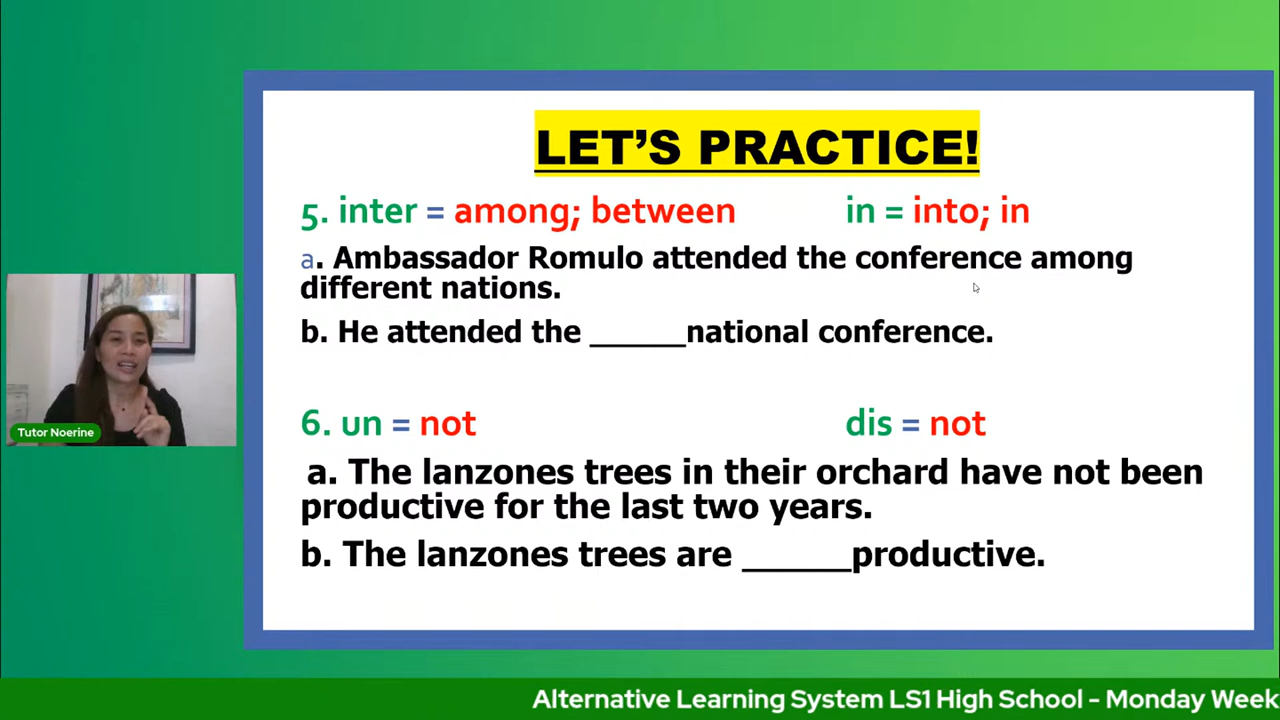 LET'S PRACTICE!
5. inter = among; between in = into; in
a. Ambassador Romulo attended the conference among
different nations.
b. He attended the ______national conference.
6. un = not dis = not
a. The lanzones trees in their orchard have not been
productive for the last two years.
b. The lanzones trees are ______productive.
Tutor Noerine
Alternative Learning System LS1 High School - Monday Week